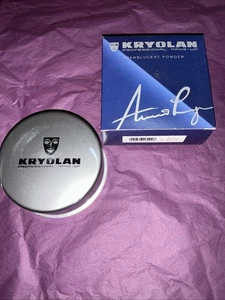 KRYOLAN
PROFESSIONAL MAKE-UP
TRANSLUCENT POWDER
KRYOLAN
PROFESSIONAL MAKE-UP